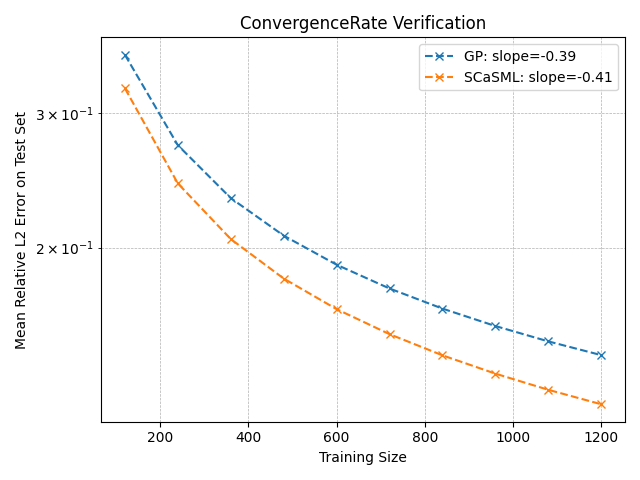 ConvergenceRate Verification
GP: slope=-0.39
SCaSML: slope=-0.41
Mean Relative L2 Error on Test Set
3 × 10⁻¹
2 × 10⁻¹
200 400 600 800 1000 1200
Training Size